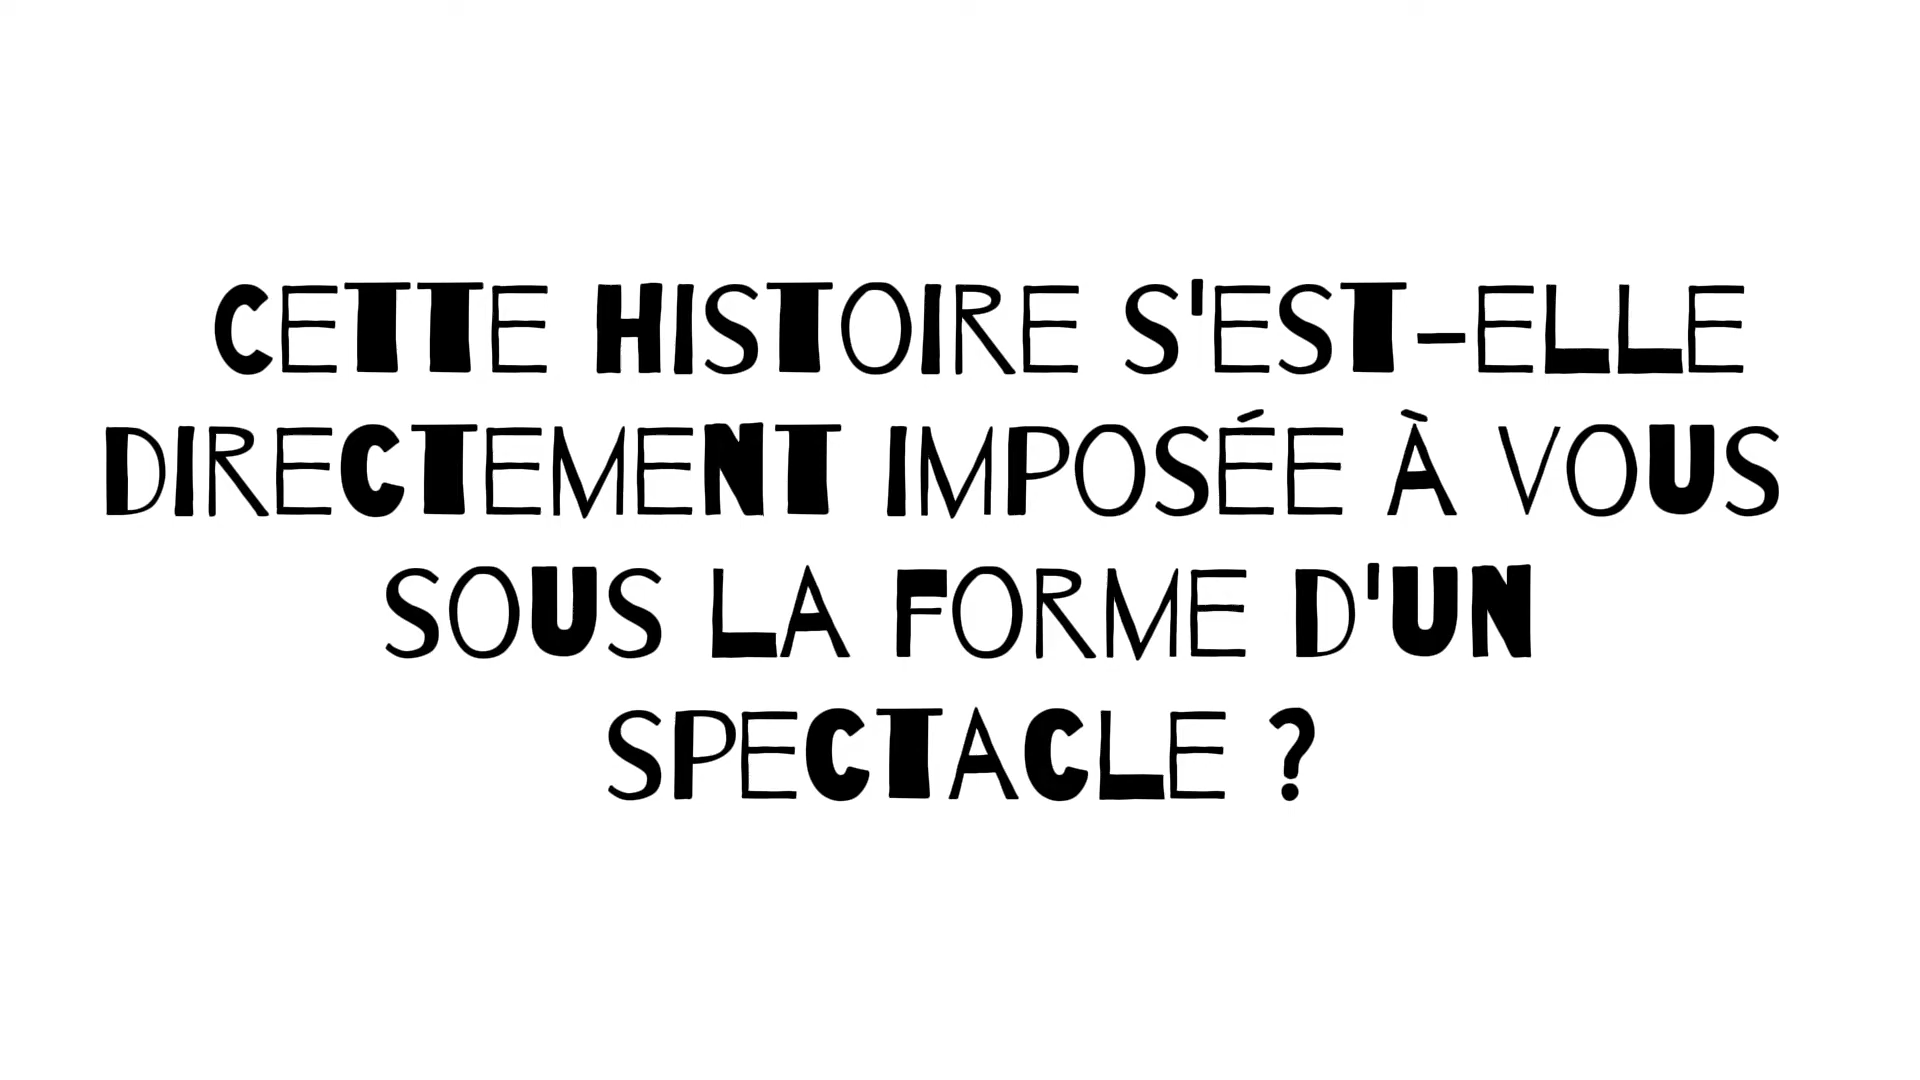 CETTE HISTOIRE S'EST-ELLE
DIRECTEMENT IMPOSÉE À VOUS
SOUS LA FORME D'UN
SPECTACLE ?